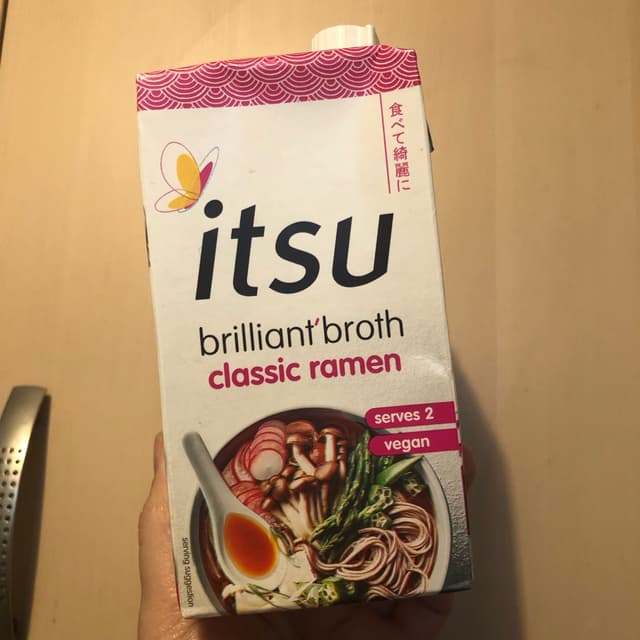 食べて綺麗に
itsu
brilliant'broth
classic ramen
serves 2
vegan
serving suggestion